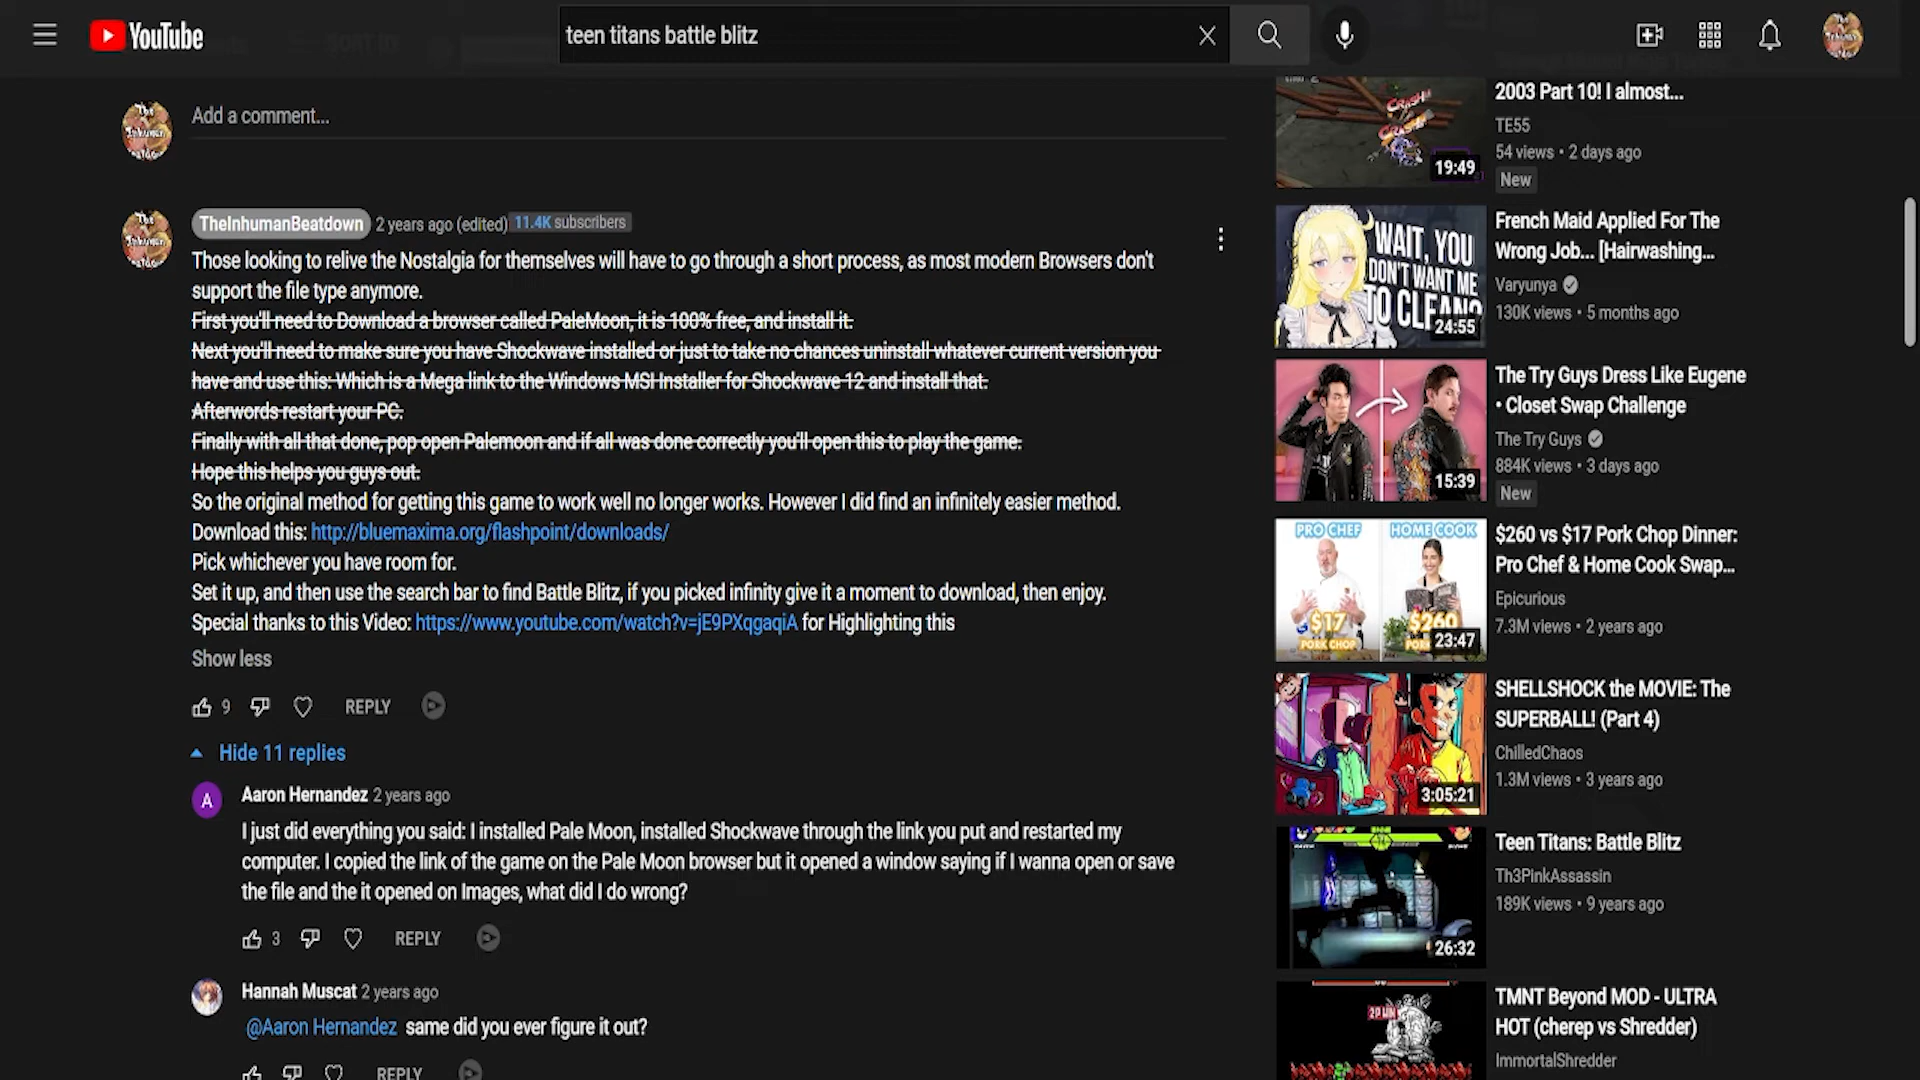 YouTube
teen titans battle blitz
Add a comment...
TheInhumanBeatdown 2 years ago (edited) 11.4K subscribers
Those looking to relive the Nostalgia for themselves will have to go through a short process, as most modern Browsers don't
support the file type anymore.
First you'll need to Download a browser called PaleMoon, it is 100% free, and install it.
Next you'll need to make sure you have Shockwave installed or just to take no chances uninstall whatever current version you
have and use this: Which is a Mega link to the Windows MSI Installer for Shockwave 12 and install that.
Afterwords restart your PC.
Finally with all that done, pop open Palemoon and if all was done correctly you'll open this to play the game.
Hope this helps you guys out.
So the original method for getting this game to work well no longer works. However I did find an infinitely easier method.
Download this: http://bluemaxima.org/flashpoint/downloads/
Pick whichever you have room for.
Set it up, and then use the search bar to find Battle Blitz, if you picked infinity give it a moment to download, then enjoy.
Special thanks to this Video: https://www.youtube.com/watch?v=jE9PXqgaqiA for Highlighting this
Show less
9 REPLY
Hide 11 replies
A
Aaron Hernandez 2 years ago
I just did everything you said: I installed Pale Moon, installed Shockwave through the link you put and restarted my
computer. I copied the link of the game on the Pale Moon browser but it opened a window saying if I wanna open or save
the file and the it opened on Images, what did I do wrong?
3 REPLY
Hannah Muscat 2 years ago
@Aaron Hernandez same did you ever figure it out?
REPLY
CRASH!
CRASH!
19:49
2003 Part 10! I almost...
TE55
54 views • 2 days ago
New
WAIT, YOU
DON'T WANT ME
TO CLEAN?
24:55
French Maid Applied For The
Wrong Job... [Hairwashing...
Varyunya
130K views • 5 months ago
15:39
The Try Guys Dress Like Eugene
• Closet Swap Challenge
The Try Guys
884K views • 3 days ago
New
PRO CHEF HOME COOK
$17 $260
PORK CHOP
23:47
$260 vs $17 Pork Chop Dinner:
Pro Chef & Home Cook Swap...
Epicurious
7.3M views • 2 years ago
3:05:21
SHELLSHOCK the MOVIE: The
SUPERBALL! (Part 4)
ChilledChaos
1.3M views • 3 years ago
26:32
Teen Titans: Battle Blitz
Th3PinkAssassin
189K views • 9 years ago
2P WIN
TMNT Beyond MOD - ULTRA
HOT (cherep vs Shredder)
ImmortalShredder